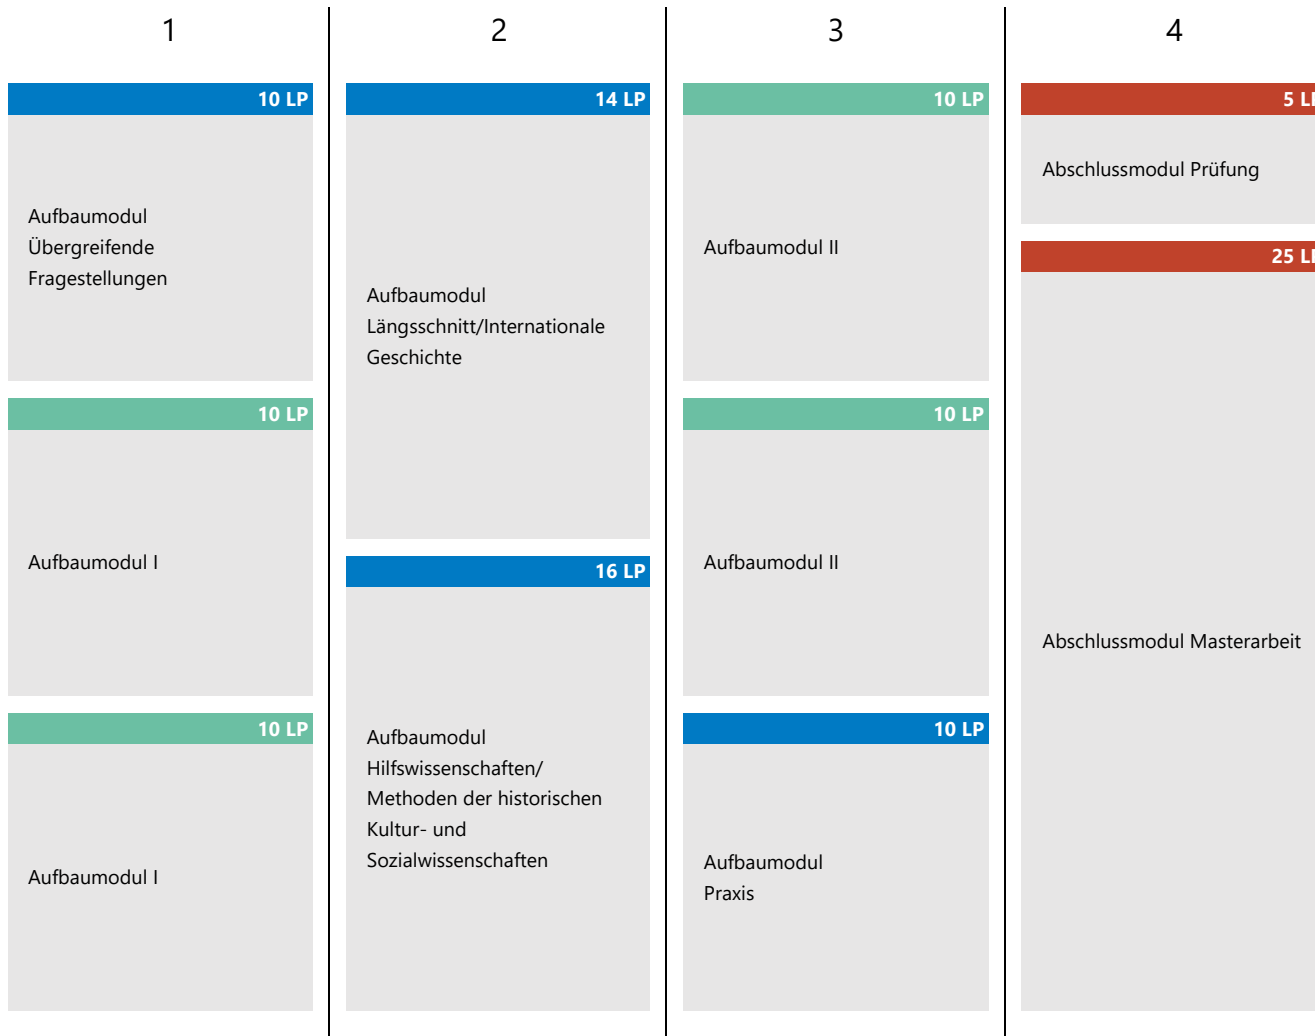 1
10 LP
Aufbaumodul
Übergreifende
Fragestellungen
10 LP
Aufbaumodul I
10 LP
Aufbaumodul I
2
14 LP
Aufbaumodul
Längsschnitt/Internationale
Geschichte
16 LP
Aufbaumodul
Hilfswissenschaften/
Methoden der historischen
Kultur- und
Sozialwissenschaften
3
10 LP
Aufbaumodul II
10 LP
Aufbaumodul II
10 LP
Aufbaumodul
Praxis
4
5 LP
Abschlussmodul Prüfung
25 LP
Abschlussmodul Masterarbeit